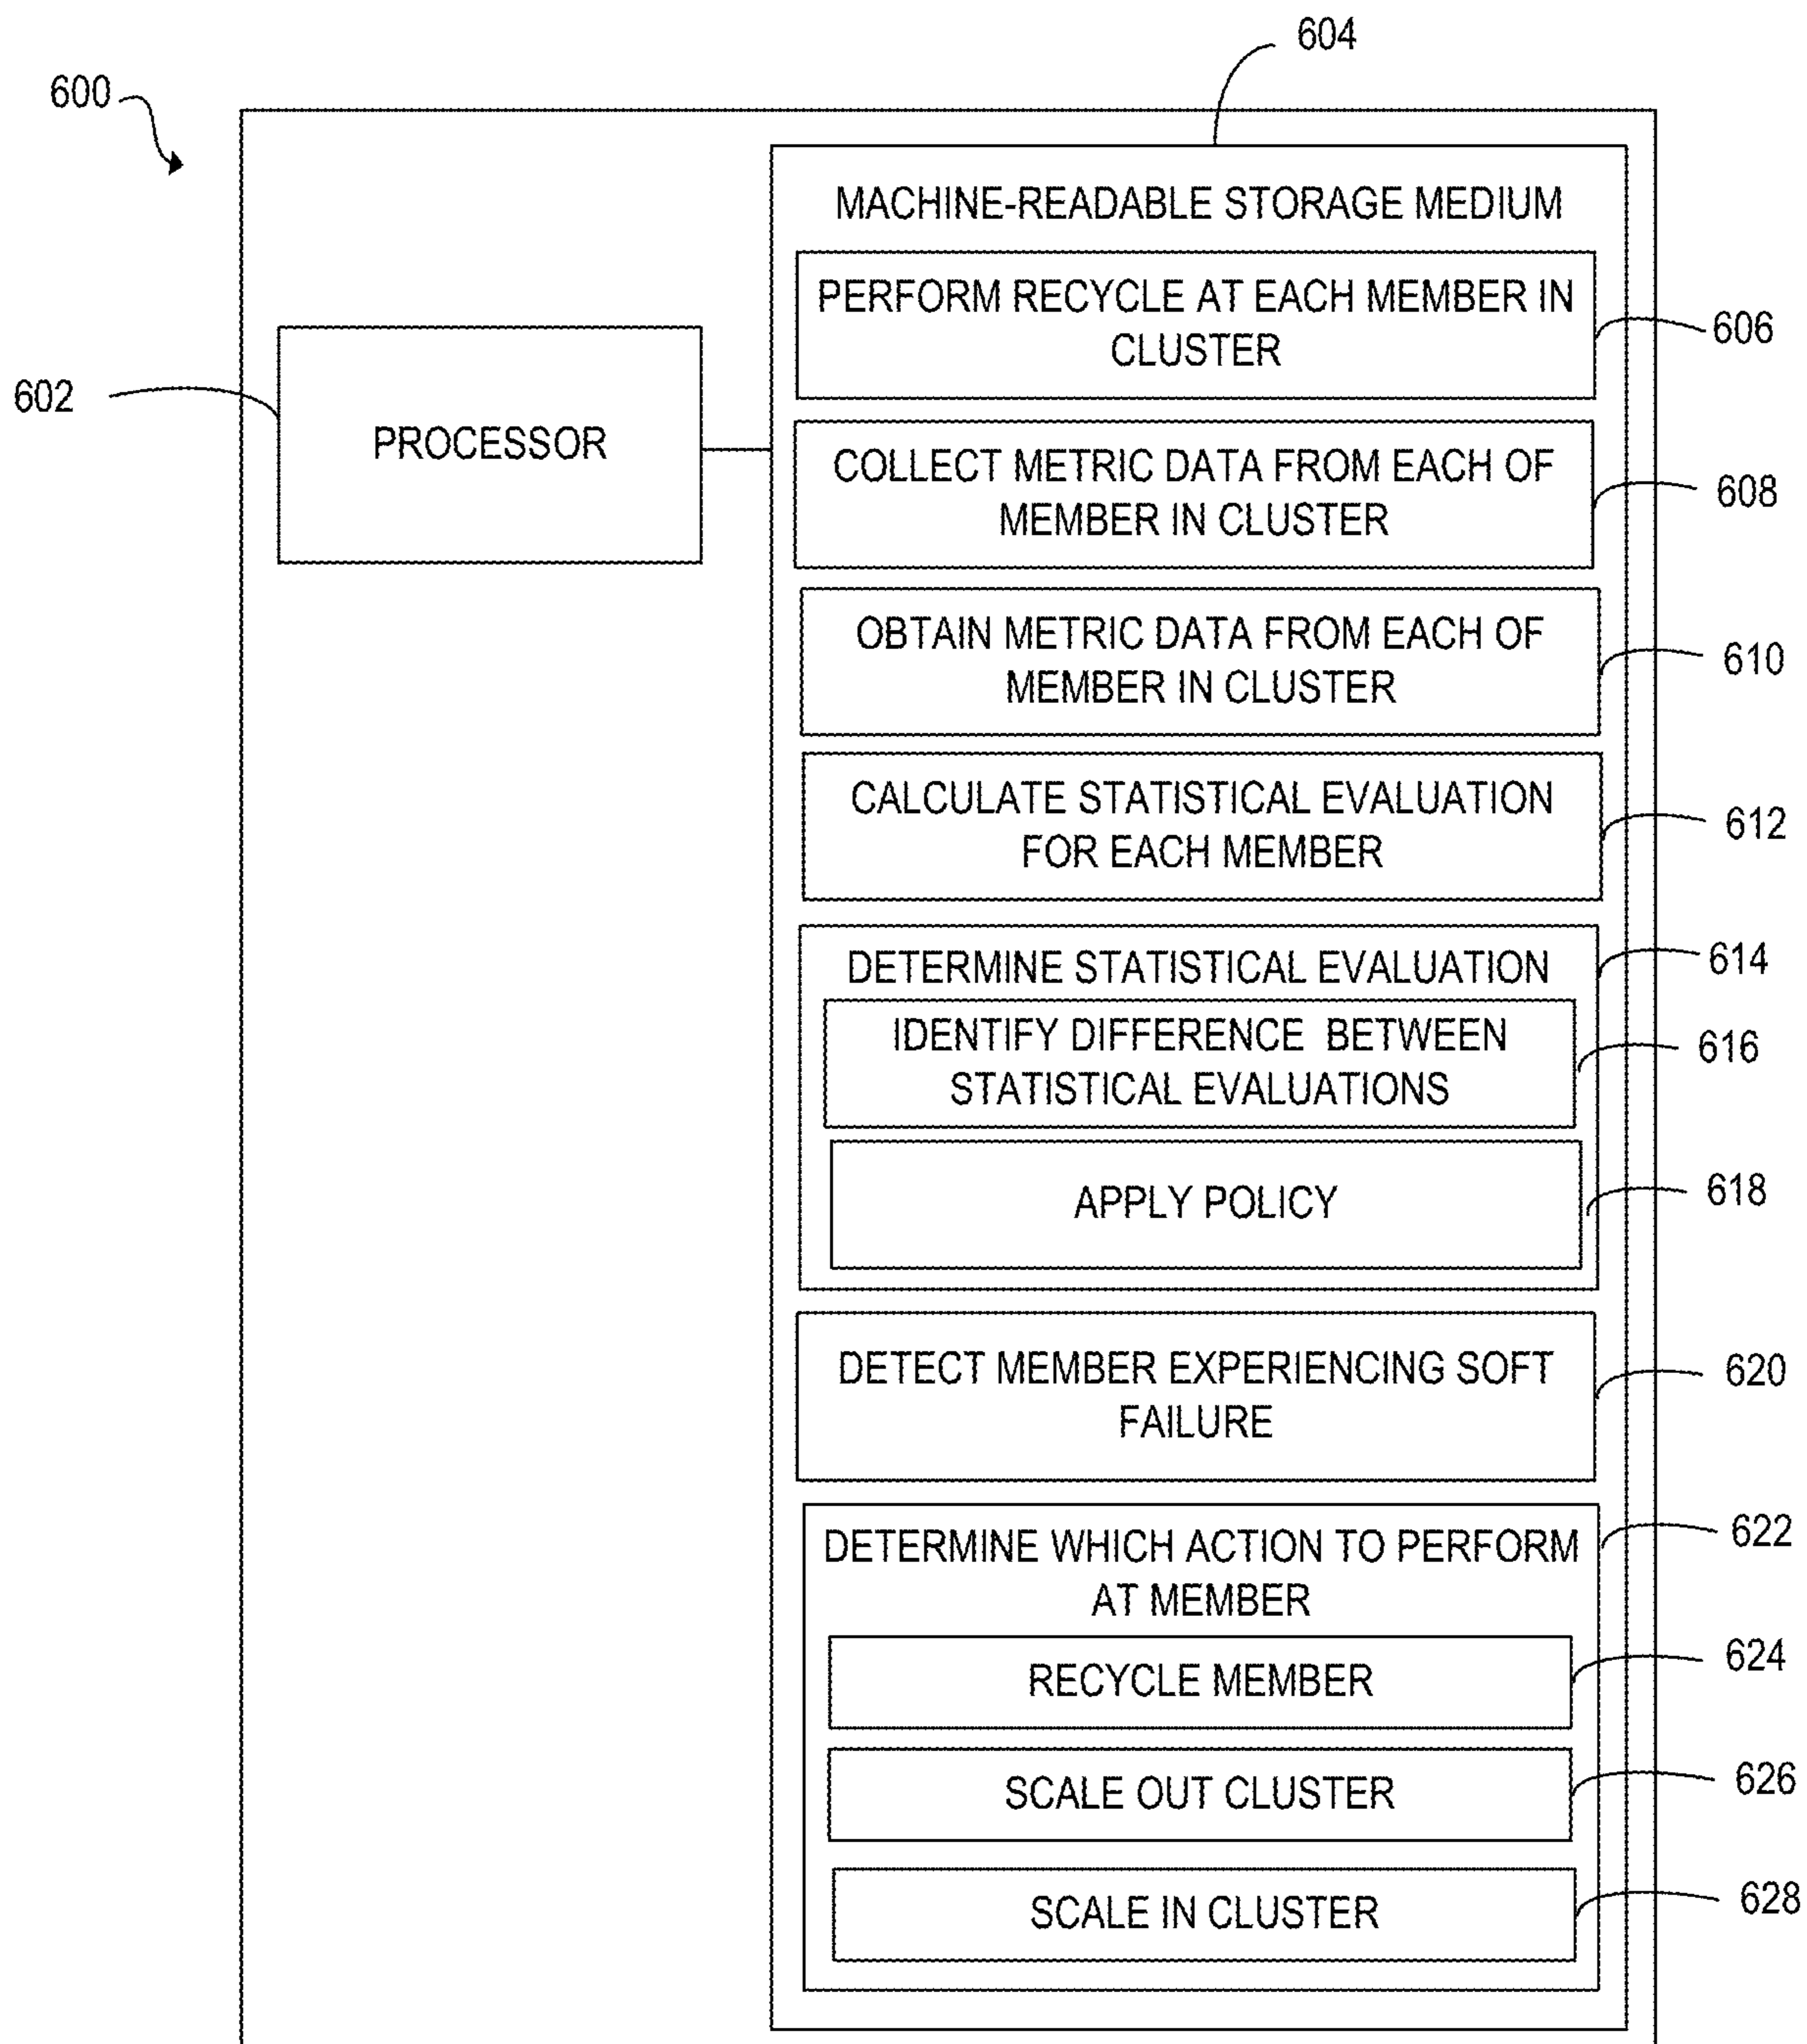 604
600
MACHINE-READABLE STORAGE MEDIUM
PERFORM RECYCLE AT EACH MEMBER IN
CLUSTER
606
602
PROCESSOR
COLLECT METRIC DATA FROM EACH OF
MEMBER IN CLUSTER
608
OBTAIN METRIC DATA FROM EACH OF
MEMBER IN CLUSTER
610
CALCULATE STATISTICAL EVALUATION
FOR EACH MEMBER
612
DETERMINE STATISTICAL EVALUATION
614
IDENTIFY DIFFERENCE BETWEEN
STATISTICAL EVALUATIONS
616
APPLY POLICY
618
DETECT MEMBER EXPERIENCING SOFT
FAILURE
620
DETERMINE WHICH ACTION TO PERFORM
AT MEMBER
622
RECYCLE MEMBER
624
SCALE OUT CLUSTER
626
SCALE IN CLUSTER
628